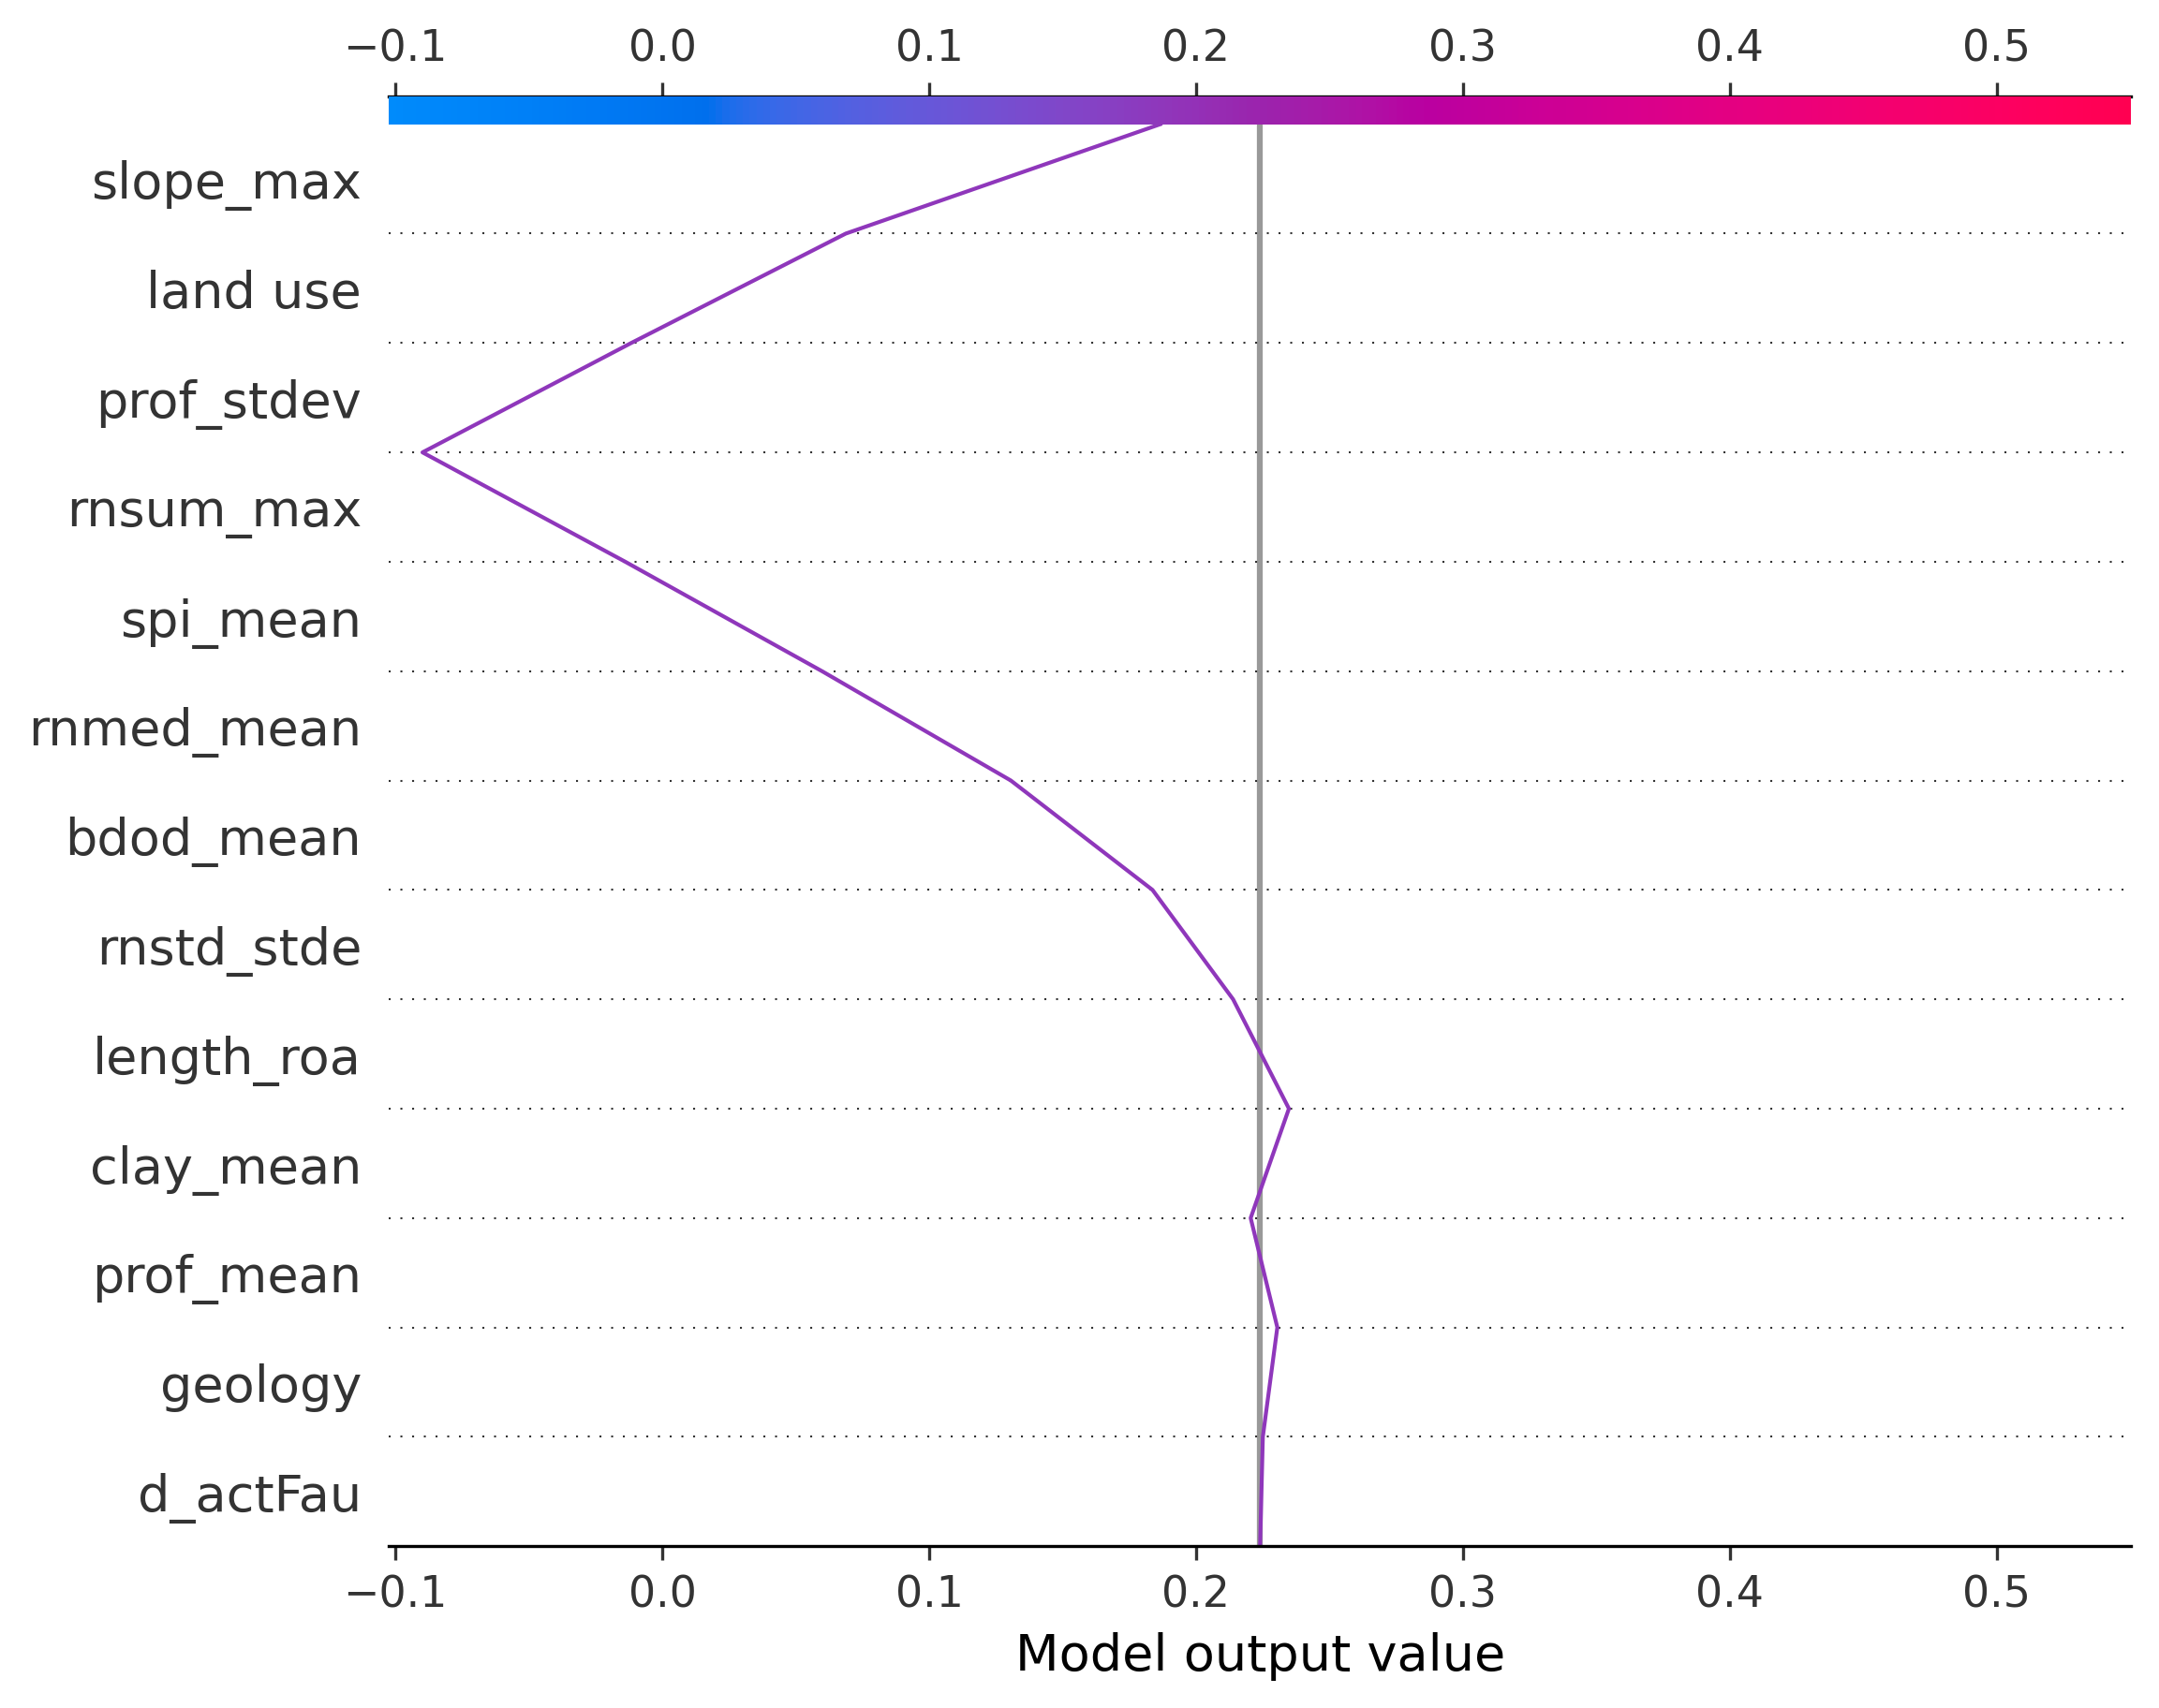 −0.1 0.0 0.1 0.2 0.3 0.4 0.5
slope_max
land use
prof_stdev
rnsum_max
spi_mean
rnmed_mean
bdod_mean
rnstd_stde
length_roa
clay_mean
prof_mean
geology
d_actFau
−0.1 0.0 0.1 0.2 0.3 0.4 0.5
Model output value